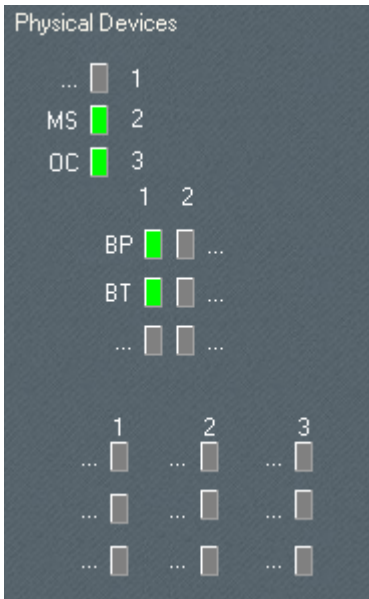 Physical Devices
... 1
MS 2
OC 3
1 2
BP ...
BT ...
... ...
1 2 3
... ... ...
... ... ...
... ... ...